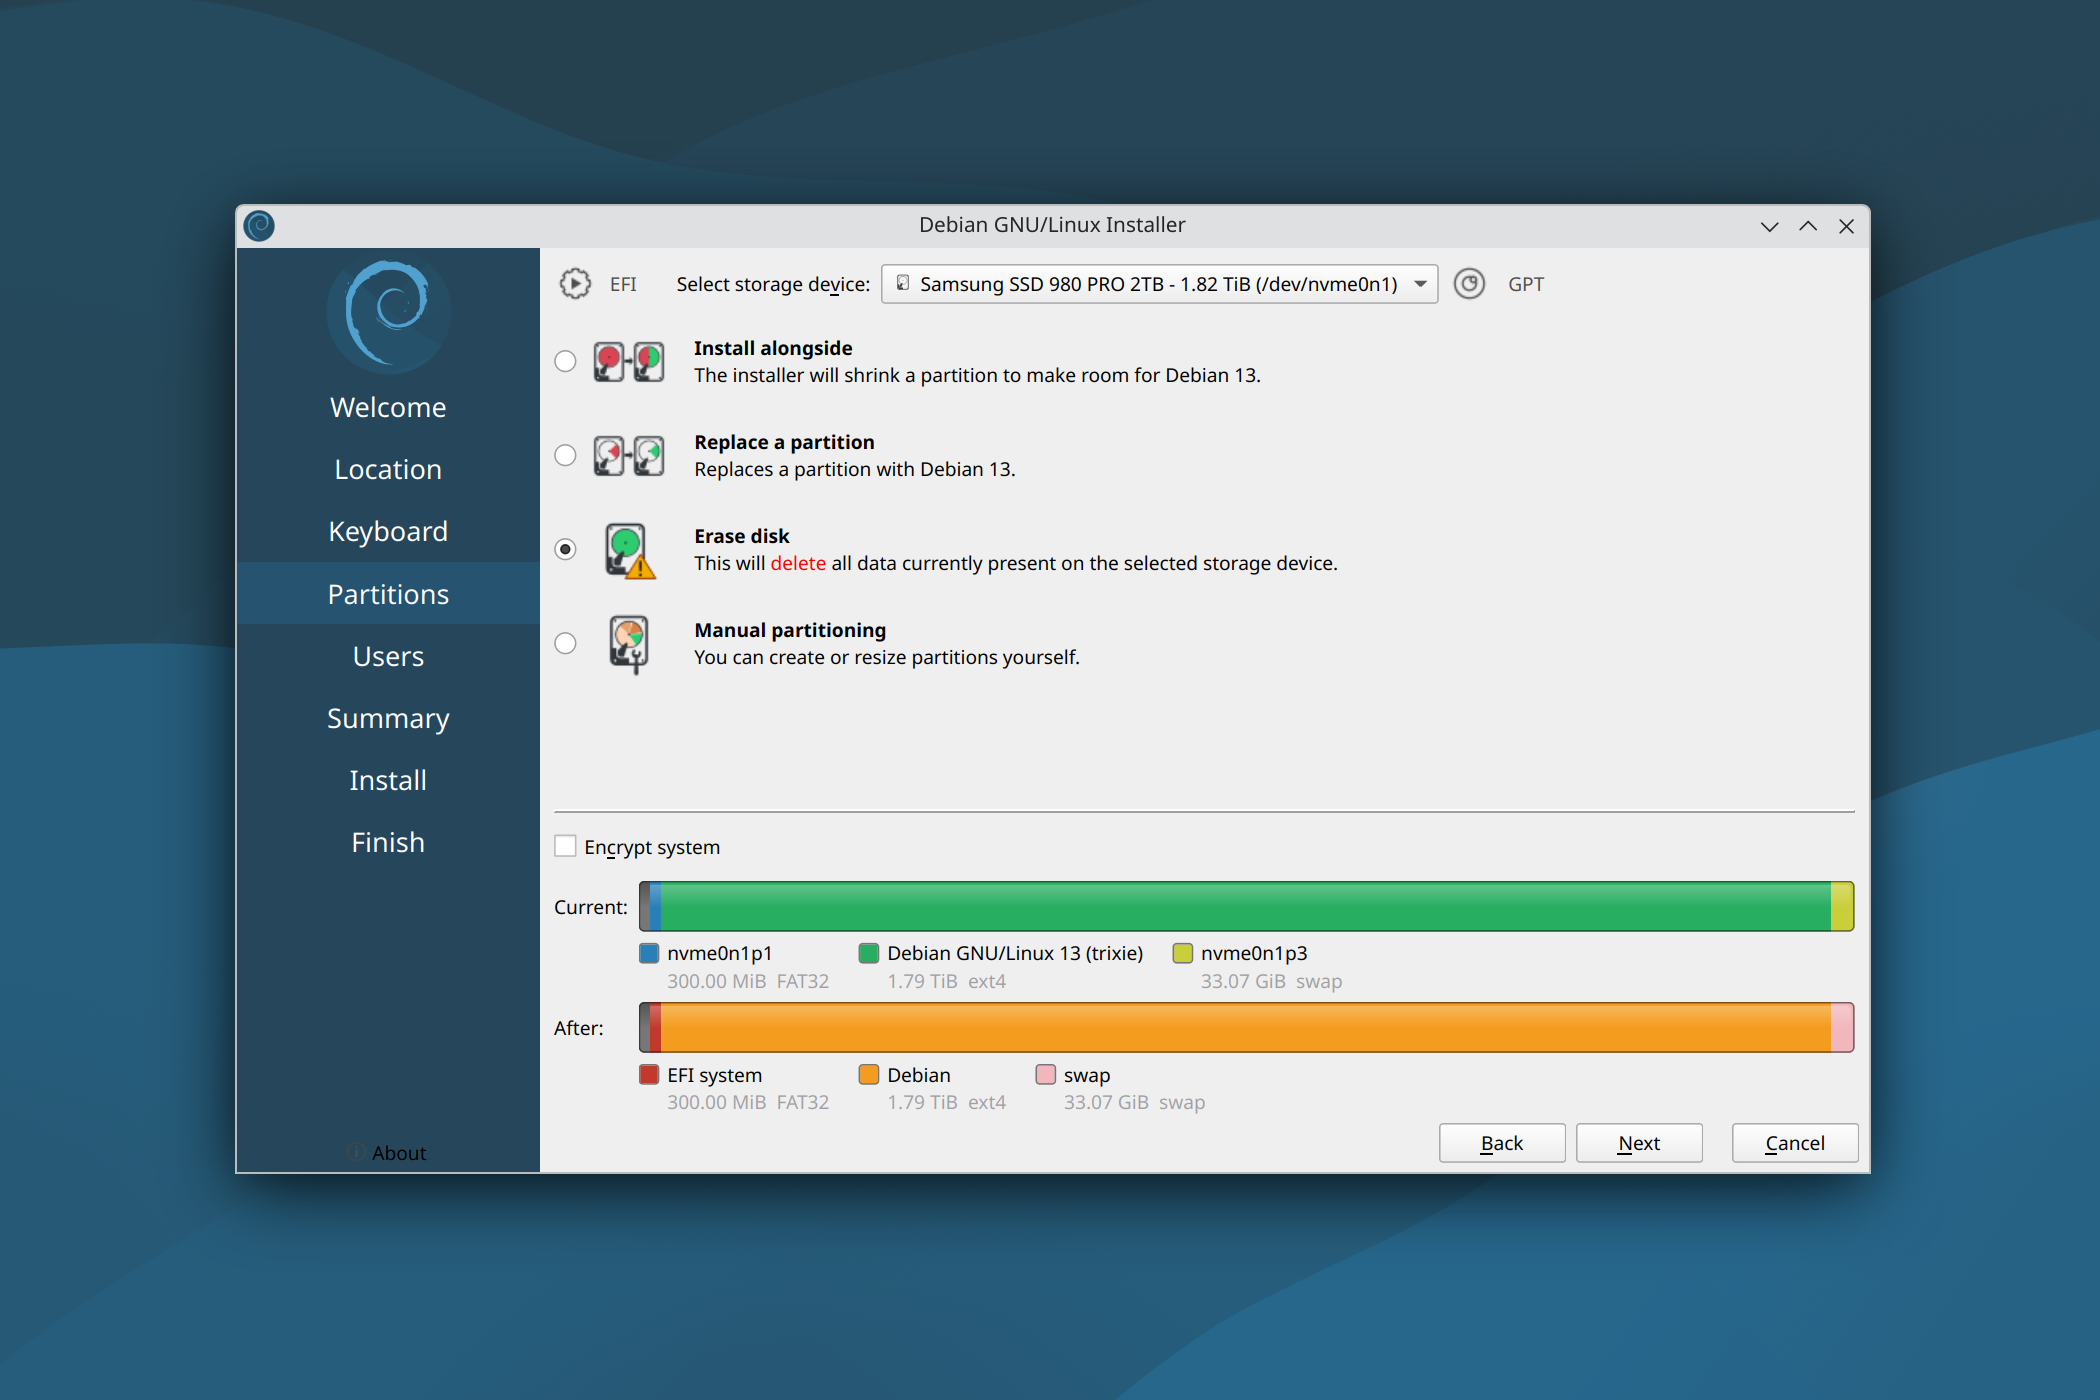 Debian GNU/Linux Installer
Welcome
Location
Keyboard
Partitions
Users
Summary
Install
Finish
About
EFI Select storage device: Samsung SSD 980 PRO 2TB - 1.82 TiB (/dev/nvme0n1) GPT
Install alongside
The installer will shrink a partition to make room for Debian 13.
Replace a partition
Replaces a partition with Debian 13.
Erase disk
This will delete all data currently present on the selected storage device.
Manual partitioning
You can create or resize partitions yourself.
Encrypt system
Current:
nvme0n1p1 Debian GNU/Linux 13 (trixie) nvme0n1p3
300.00 MiB FAT32 1.79 TiB ext4 33.07 GiB swap
After:
EFI system Debian swap
300.00 MiB FAT32 1.79 TiB ext4 33.07 GiB swap
Back Next Cancel